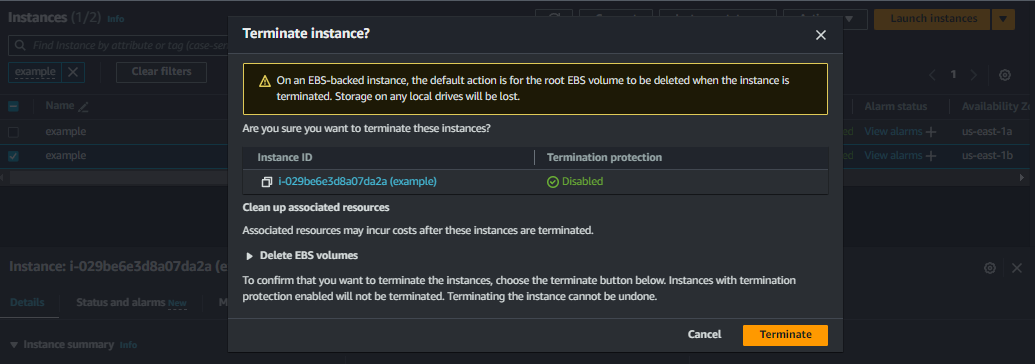 Instances (1/2) Info
Launch instances
Find Instance by attribute or tag (case-sen
example
Clear filters
1
Name
Alarm status
Availability Zo
example
View alarms
us-east-1a
example
View alarms
us-east-1b
Terminate instance?
On an EBS-backed instance, the default action is for the root EBS volume to be deleted when the instance is
terminated. Storage on any local drives will be lost.
Are you sure you want to terminate these instances?
Instance ID
Termination protection
i-029be6e3d8a07da2a (example)
Disabled
Clean up associated resources
Associated resources may incur costs after these instances are terminated.
Delete EBS volumes
To confirm that you want to terminate the instances, choose the terminate button below. Instances with termination
protection enabled will not be terminated. Terminating the instance cannot be undone.
Cancel
Terminate
Instance: i-029be6e3d8a07da2a (e
Details
Status and alarms New
M
Instance summary Info